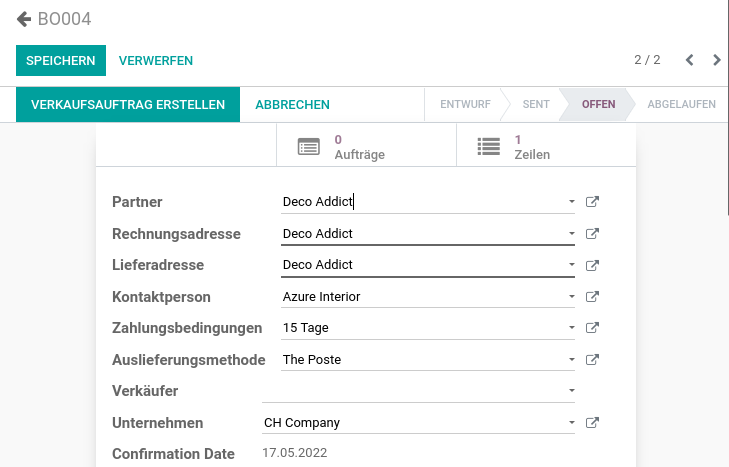 BO004
SPEICHERN VERWERFEN 2 / 2
VERKAUFSAUFTRAG ERSTELLEN ABBRECHEN ENTWURF SENT OFFEN ABGELAUFEN
0 Aufträge
1 Zeilen
Partner Deco Addict
Rechnungsadresse Deco Addict
Lieferadresse Deco Addict
Kontaktperson Azure Interior
Zahlungsbedingungen 15 Tage
Auslieferungsmethode The Poste
Verkäufer
Unternehmen CH Company
Confirmation Date 17.05.2022